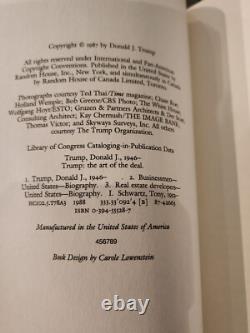 Copyright © 1987 by Donald J. Trump
All rights reserved under International and Pan-American
Copyright Conventions. Published in the United States by
Random House, Inc., New York, and simultaneously in Canada
by Random House of Canada Limited, Toronto.
Photographs courtesy Ted Thai/Time magazine;
Holland Wemple; Bob Greene/CBS Photo; The White House;
Wolfgang Hoyt/ESTO; Gruzen & Partners Architects & Der Scutt,
Consulting Architect; Kay Chernush/THE IMAGE BANK;
Thomas Victor; and Skyways Surveys, Inc. All others
courtesy The Trump Organization.
Library of Congress Cataloging-in-Publication Data
Trump, Donald J., 1946–
Trump: the art of the deal.
1. Trump, Donald J., 1946– . 2. Businessmen—
United States—Biography. 3. Real estate developers—
United States—Biography. I. Schwartz, Tony,
HC102.5.T78A3 1988 333.33'092'4 [B] 87-42663
ISBN 0-394-55528-7
Manufactured in the United States of America
456789
Book Design by Carole Lowenstein